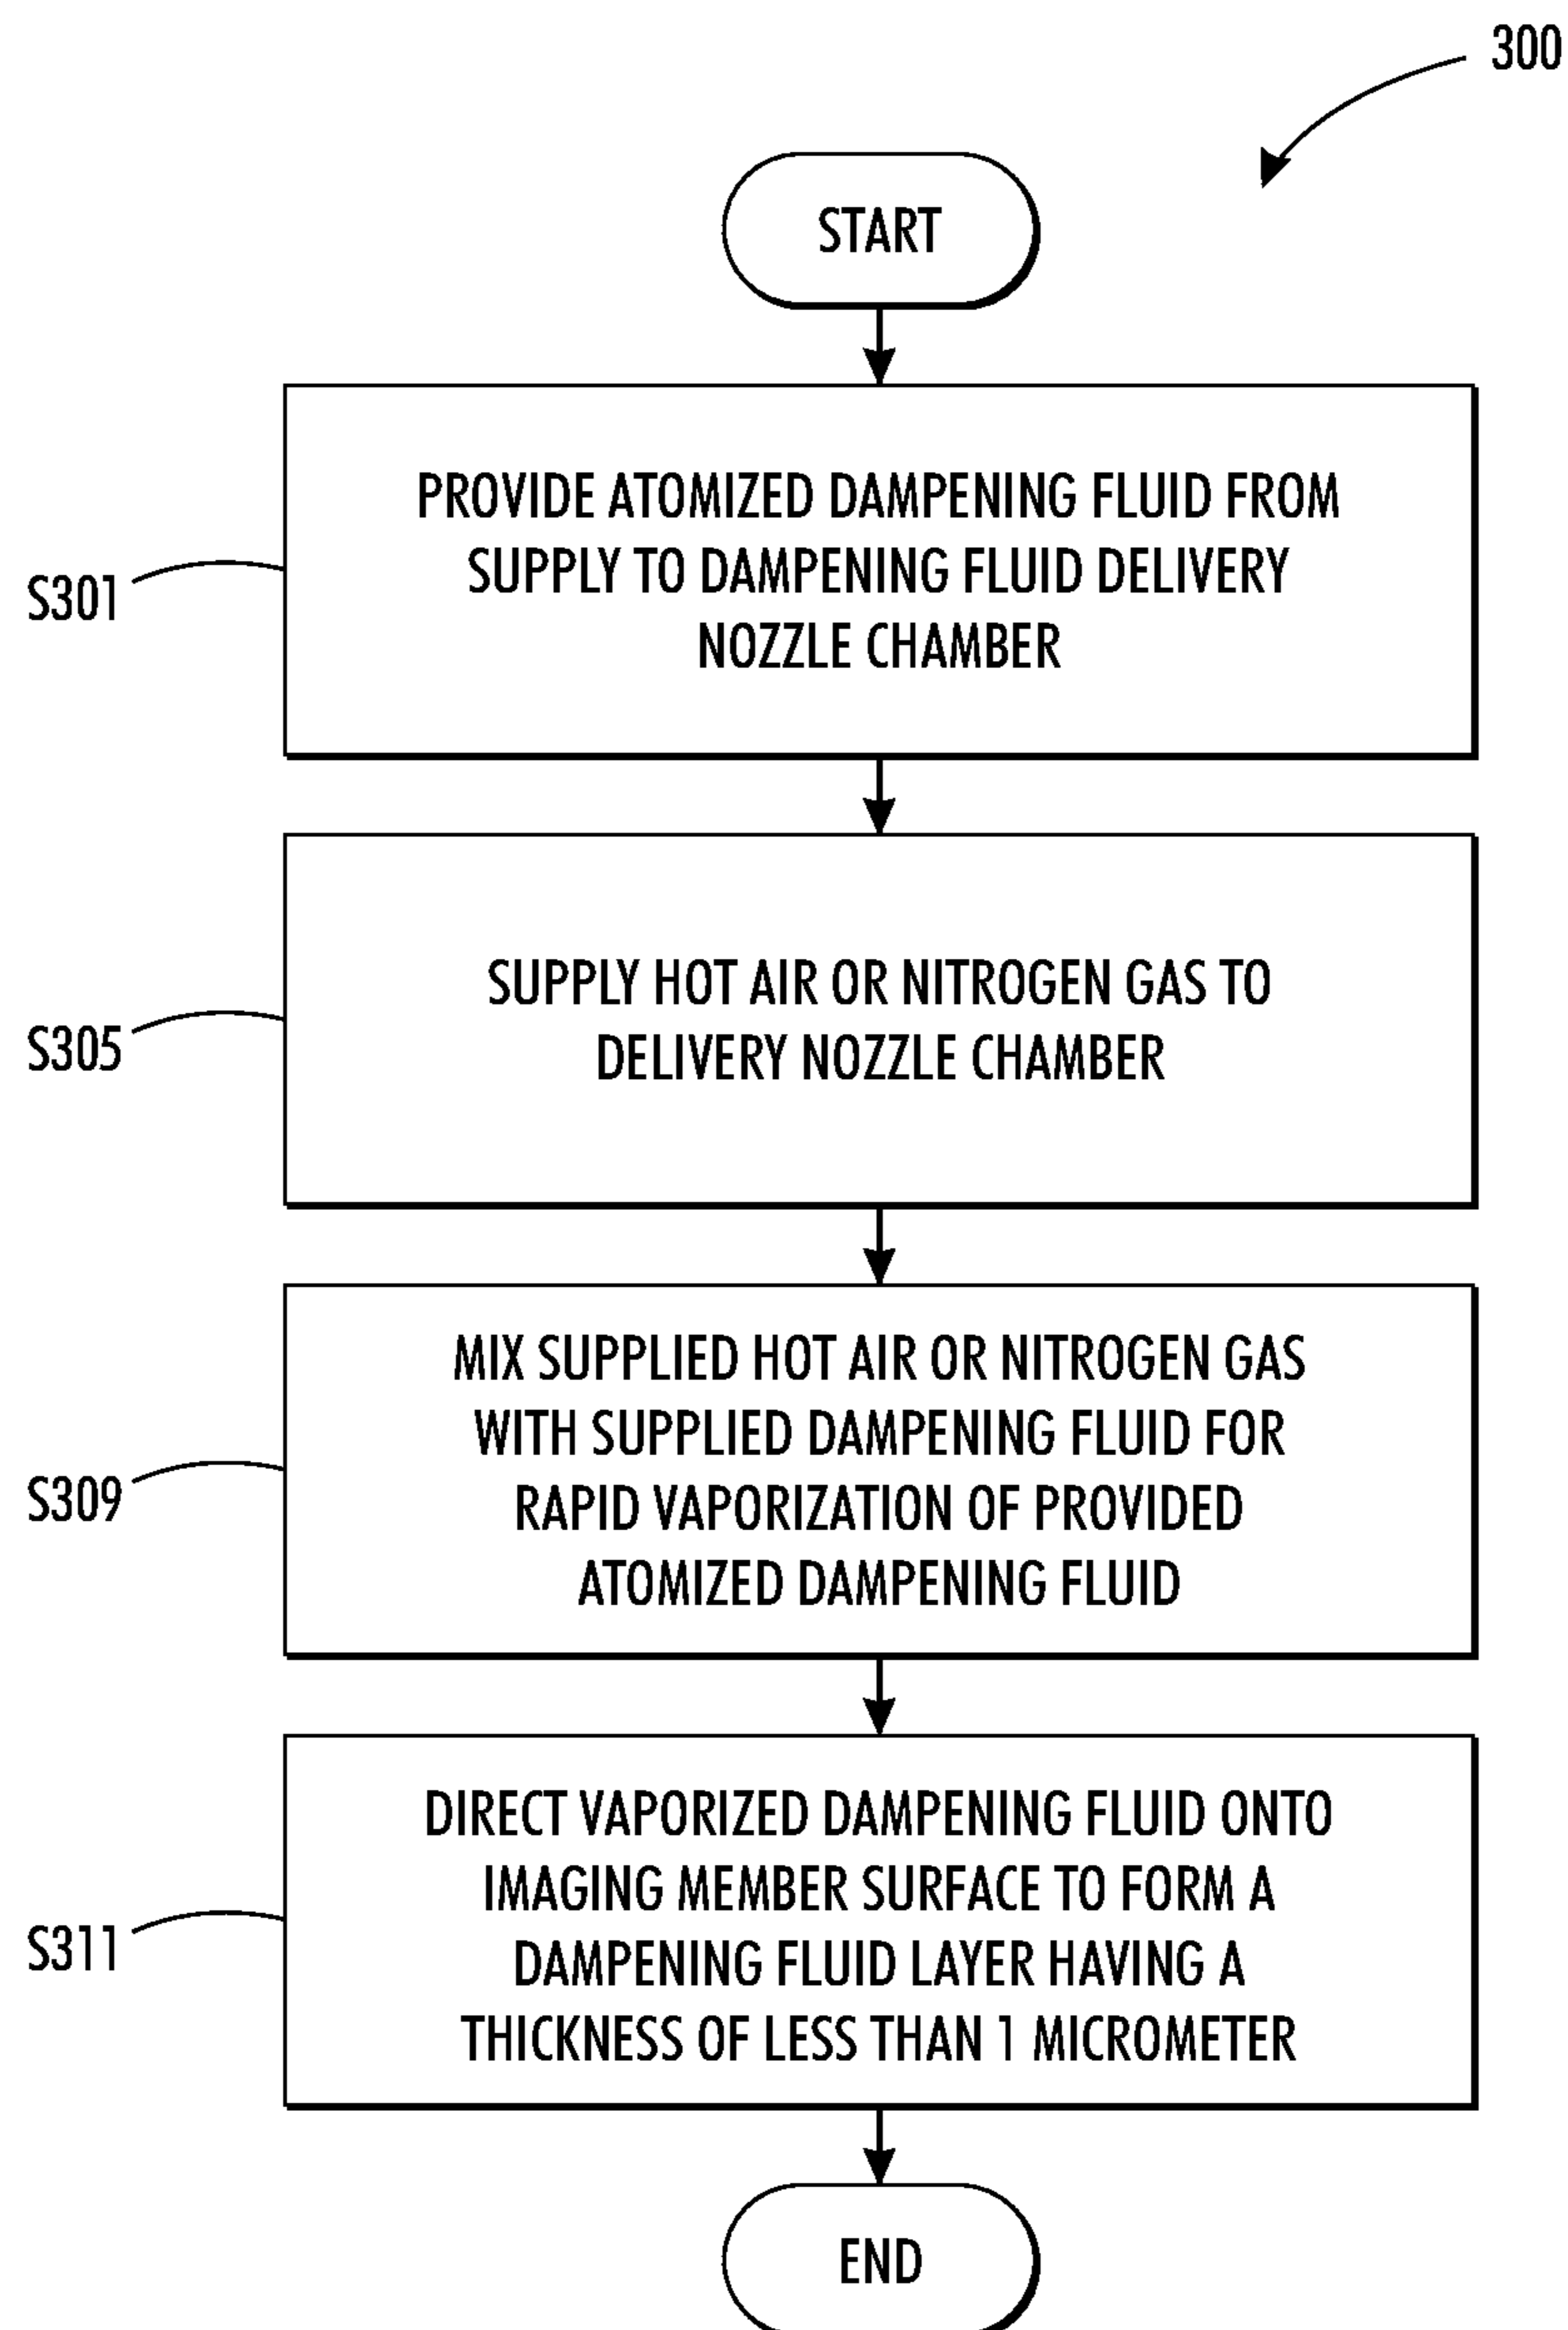 300
START
PROVIDE ATOMIZED DAMPENING FLUID FROM
SUPPLY TO DAMPENING FLUID DELIVERY
NOZZLE CHAMBER
S301
SUPPLY HOT AIR OR NITROGEN GAS TO
DELIVERY NOZZLE CHAMBER
S305
MIX SUPPLIED HOT AIR OR NITROGEN GAS
WITH SUPPLIED DAMPENING FLUID FOR
RAPID VAPORIZATION OF PROVIDED
ATOMIZED DAMPENING FLUID
S309
DIRECT VAPORIZED DAMPENING FLUID ONTO
IMAGING MEMBER SURFACE TO FORM A
DAMPENING FLUID LAYER HAVING A
THICKNESS OF LESS THAN 1 MICROMETER
S311
END